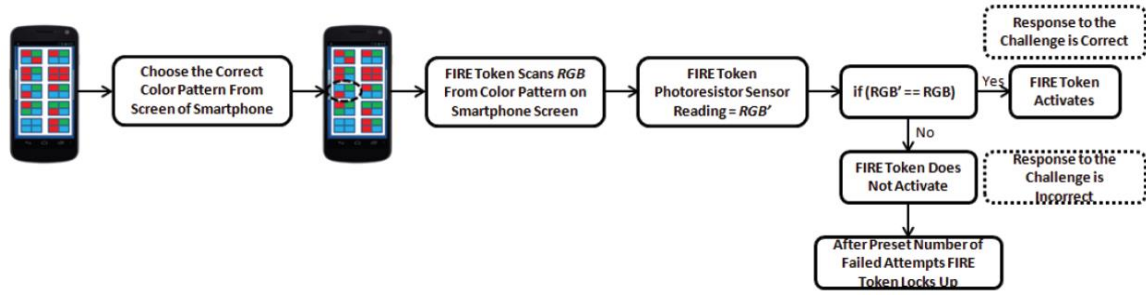 Choose the Correct
Color Pattern From
Screen of Smartphone
FIRE Token Scans RGB
From Color Pattern on
Smartphone Screen
FIRE Token
Photoresistor Sensor
Reading = RGB'
if (RGB' == RGB)
Yes
Response to the
Challenge is Correct
FIRE Token
Activates
No
FIRE Token Does
Not Activate
Response to the
Challenge is
Incorrect
After Preset Number of
Failed Attempts FIRE
Token Locks Up